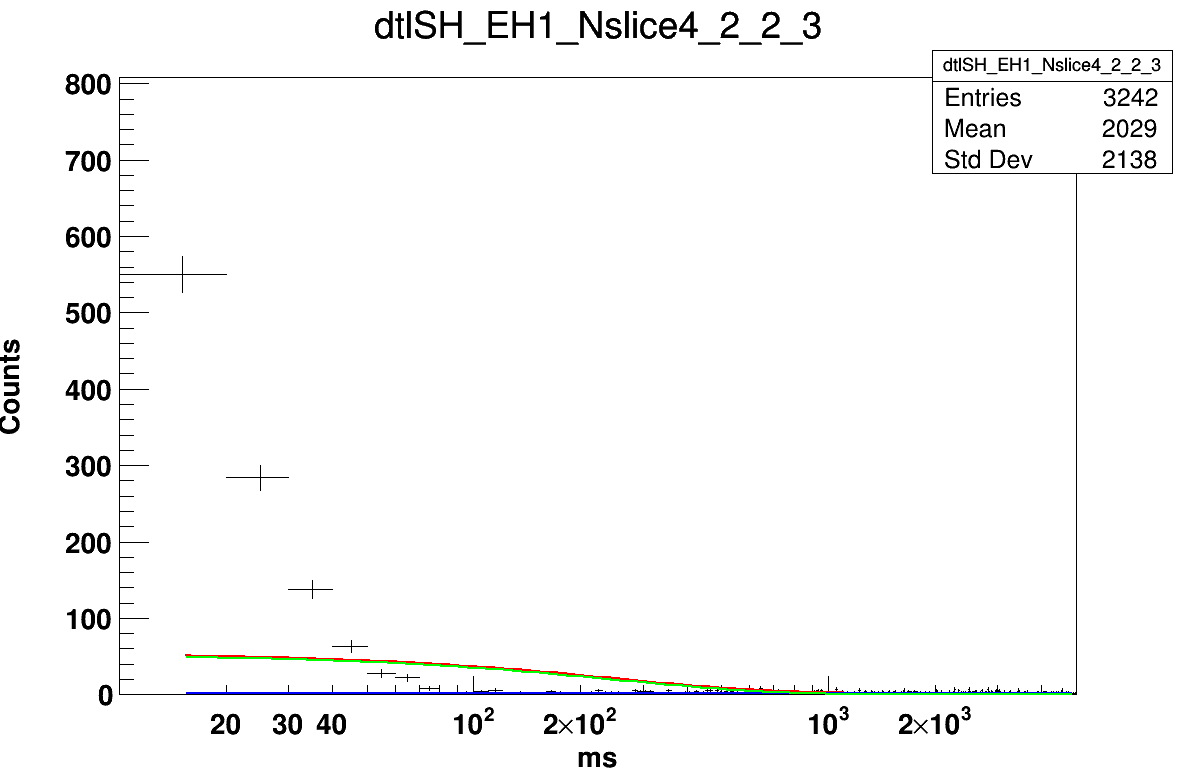 dtlSH_EH1_Nslice4_2_2_3
dtlSH_EH1_Nslice4_2_2_3
Entries 3242
Mean 2029
Std Dev 2138
800
700
600
500
400
300
200
100
0
Counts
20 30 40 10² 2×10² 10³ 2×10³
ms